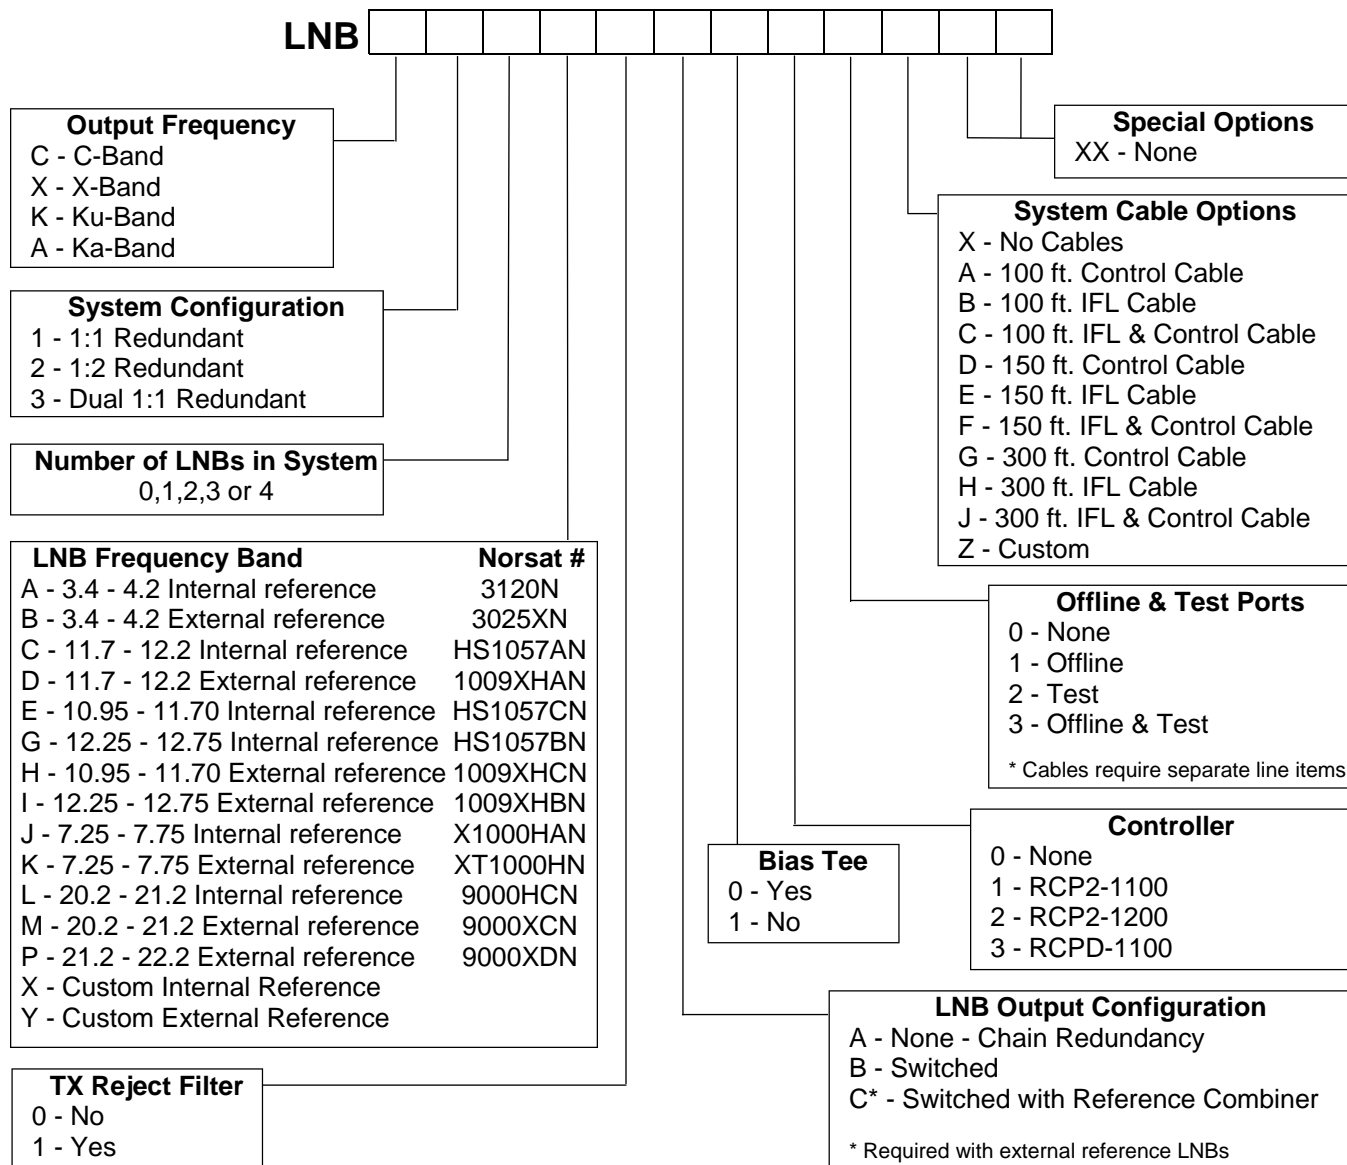 LNB
Output Frequency
C - C-Band
X - X-Band
K - Ku-Band
A - Ka-Band
System Configuration
1 - 1:1 Redundant
2 - 1:2 Redundant
3 - Dual 1:1 Redundant
Number of LNBs in System
0,1,2,3 or 4
LNB Frequency Band Norsat #
A - 3.4 - 4.2 Internal reference 3120N
B - 3.4 - 4.2 External reference 3025XN
C - 11.7 - 12.2 Internal reference HS1057AN
D - 11.7 - 12.2 External reference 1009XHAN
E - 10.95 - 11.70 Internal reference HS1057CN
G - 12.25 - 12.75 Internal reference HS1057BN
H - 10.95 - 11.70 External reference 1009XHCN
I - 12.25 - 12.75 External reference 1009XHBN
J - 7.25 - 7.75 Internal reference X1000HAN
K - 7.25 - 7.75 External reference XT1000HN
L - 20.2 - 21.2 Internal reference 9000HCN
M - 20.2 - 21.2 External reference 9000XCN
P - 21.2 - 22.2 External reference 9000XDN
X - Custom Internal Reference
Y - Custom External Reference
TX Reject Filter
0 - No
1 - Yes
Special Options
XX - None
System Cable Options
X - No Cables
A - 100 ft. Control Cable
B - 100 ft. IFL Cable
C - 100 ft. IFL & Control Cable
D - 150 ft. Control Cable
E - 150 ft. IFL Cable
F - 150 ft. IFL & Control Cable
G - 300 ft. Control Cable
H - 300 ft. IFL Cable
J - 300 ft. IFL & Control Cable
Z - Custom
Offline & Test Ports
0 - None
1 - Offline
2 - Test
3 - Offline & Test
* Cables require separate line items
Controller
0 - None
1 - RCP2-1100
2 - RCP2-1200
3 - RCPD-1100
Bias Tee
0 - Yes
1 - No
LNB Output Configuration
A - None - Chain Redundancy
B - Switched
C* - Switched with Reference Combiner
* Required with external reference LNBs